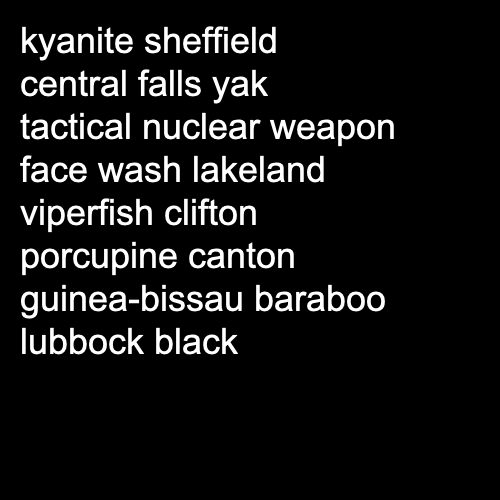 kyanite sheffield
central falls yak
tactical nuclear weapon
face wash lakeland
viperfish clifton
porcupine canton
guinea-bissau baraboo
lubbock black